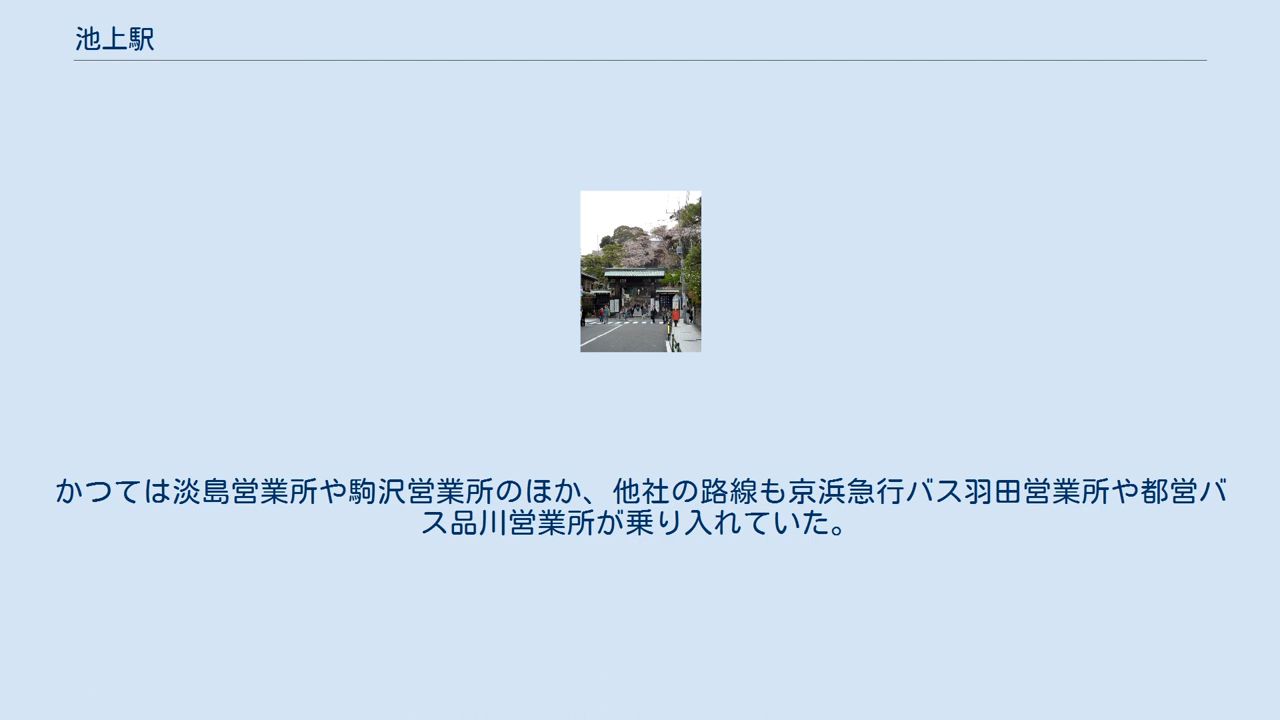 池上駅
かつては淡島営業所や駒沢営業所のほか、他社の路線も京浜急行バス羽田営業所や都営バ
ス品川営業所が乗り入れていた。